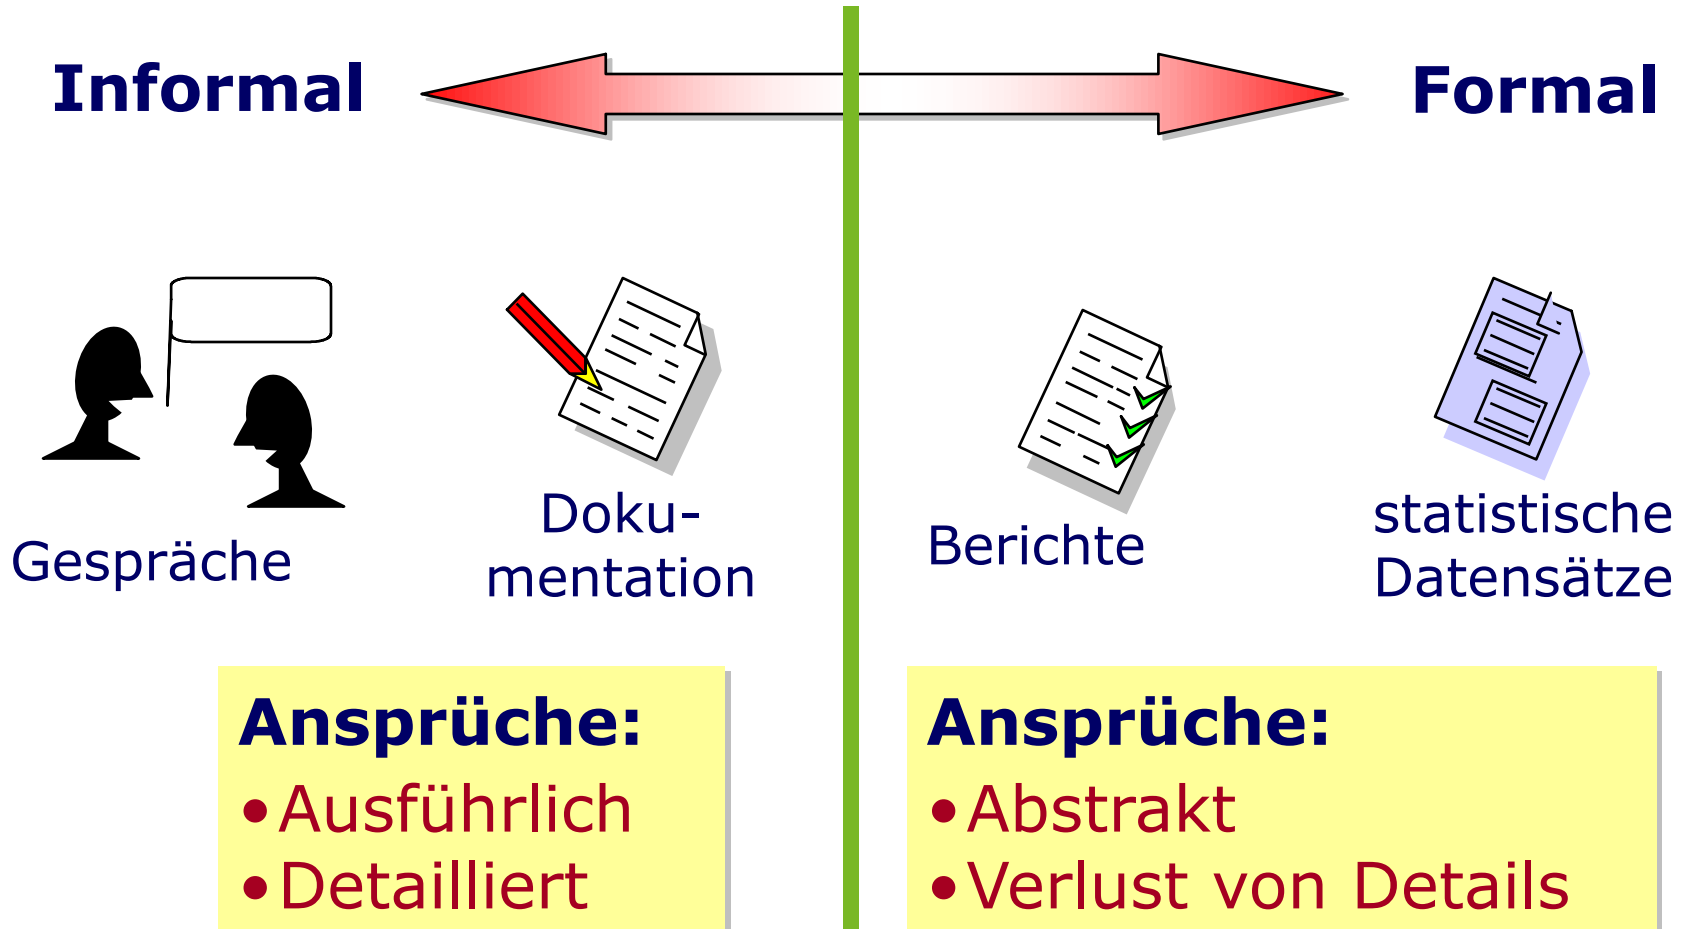 Informal
Formal
Gespräche
Doku-
mentation
Berichte
statistische
Datensätze
Ansprüche:
•Ausführlich
•Detailliert
Ansprüche:
•Abstrakt
•Verlust von Details